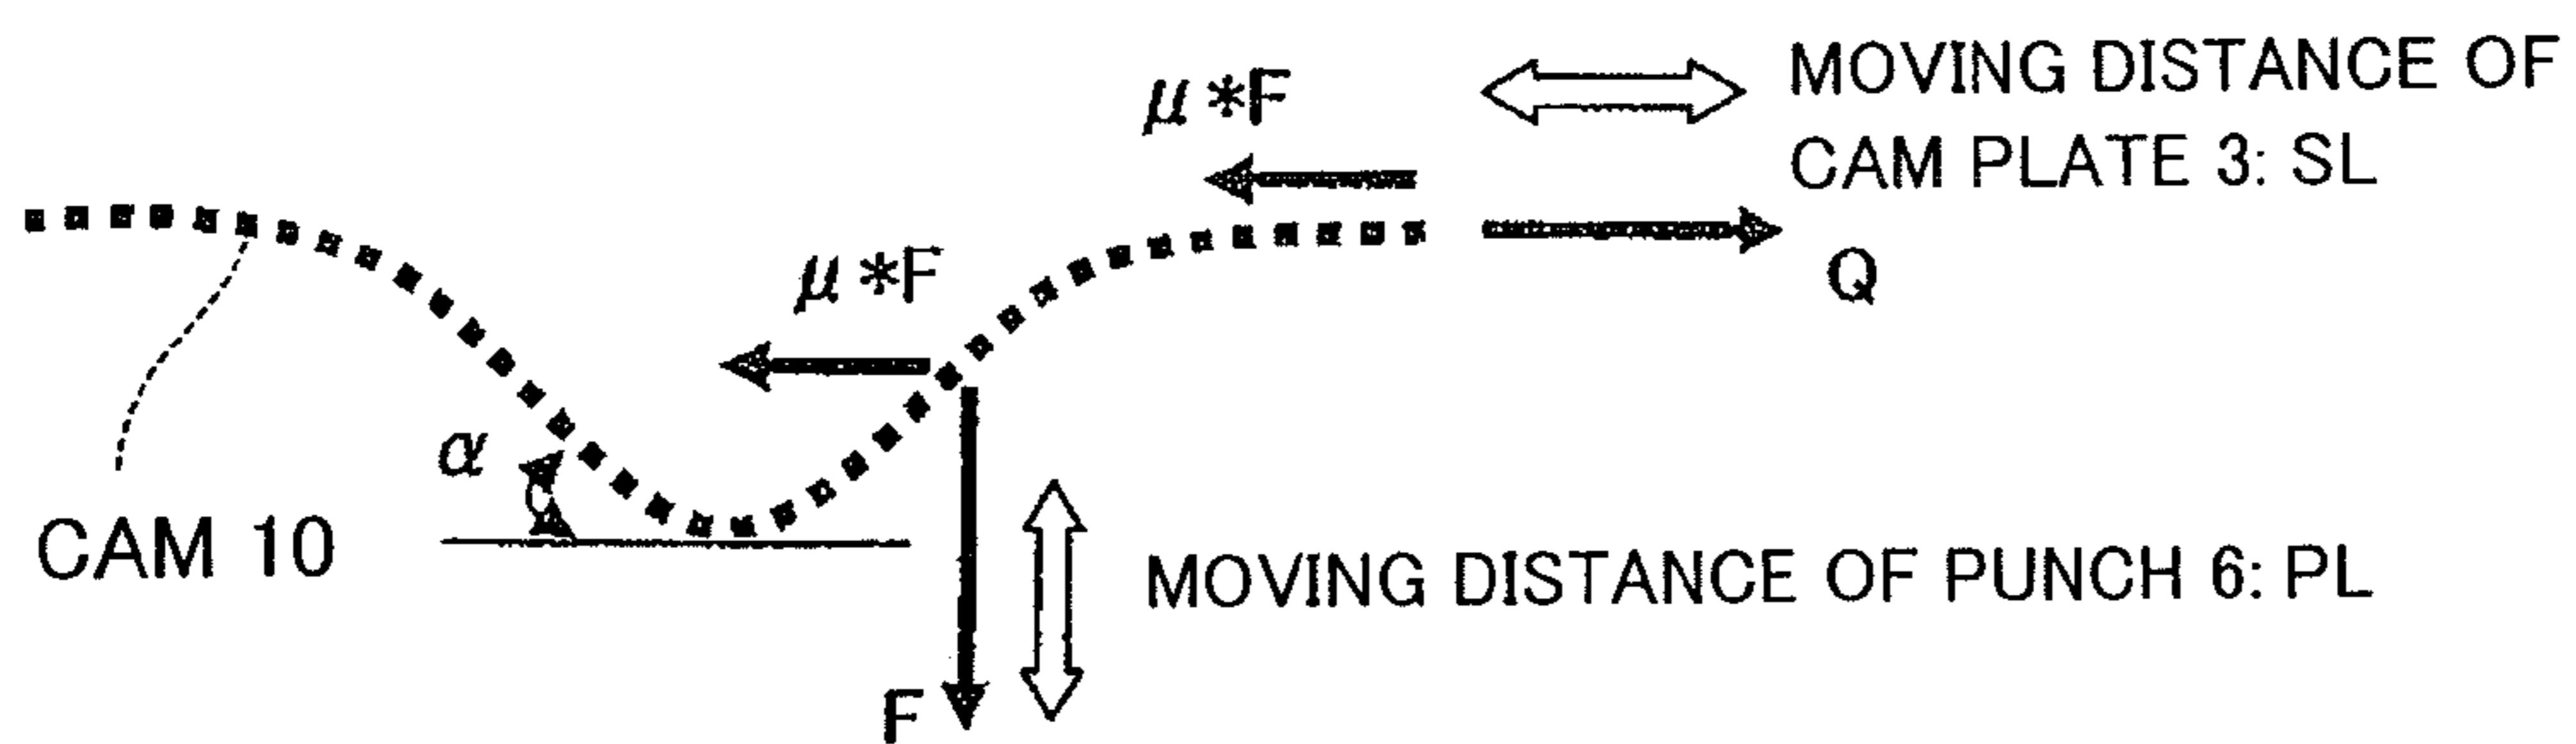 MOVING DISTANCE OF
CAM PLATE 3: SL
μ*F
Q
μ*F
α
CAM 10
MOVING DISTANCE OF PUNCH 6: PL
F